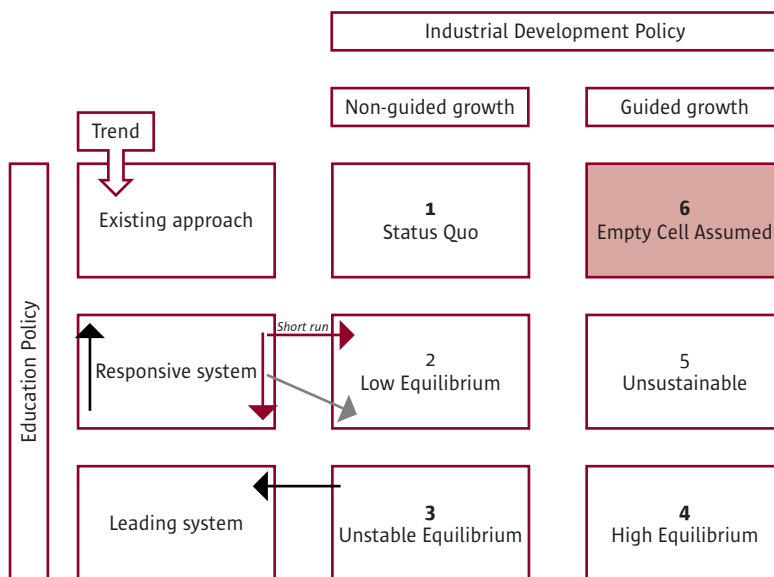 Industrial Development Policy
Non-guided growth
Guided growth
Trend
Education Policy
Existing approach
1
Status Quo
6
Empty Cell Assumed
Responsive system
Short run
2
Low Equilibrium
5
Unsustainable
Leading system
3
Unstable Equilibrium
4
High Equilibrium